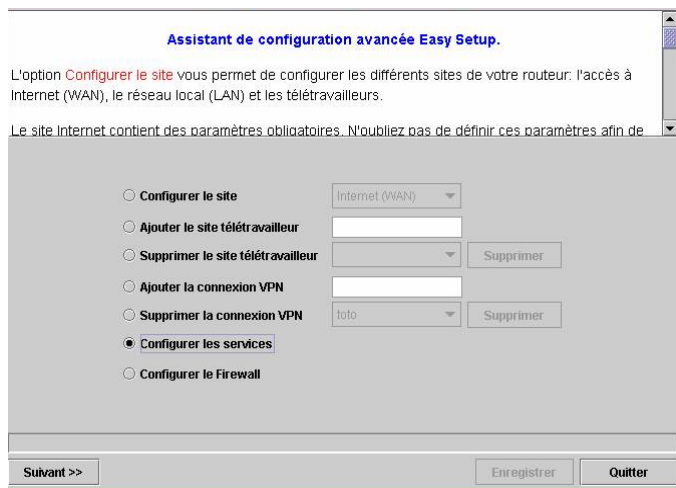 Assistant de configuration avancée Easy Setup.
L'option Configurer le site vous permet de configurer les différents sites de votre routeur: l'accès à
Internet (WAN), le réseau local (LAN) et les télétravailleurs.
Le site Internet contient des paramètres obligatoires. N'oubliez pas de définir ces paramètres afin de
Configurer le site Internet (WAN)
Ajouter le site télétravailleur
Supprimer le site télétravailleur Supprimer
Ajouter la connexion VPN
Supprimer la connexion VPN toto Supprimer
Configurer les services
Configurer le Firewall
Suivant >> Enregistrer Quitter